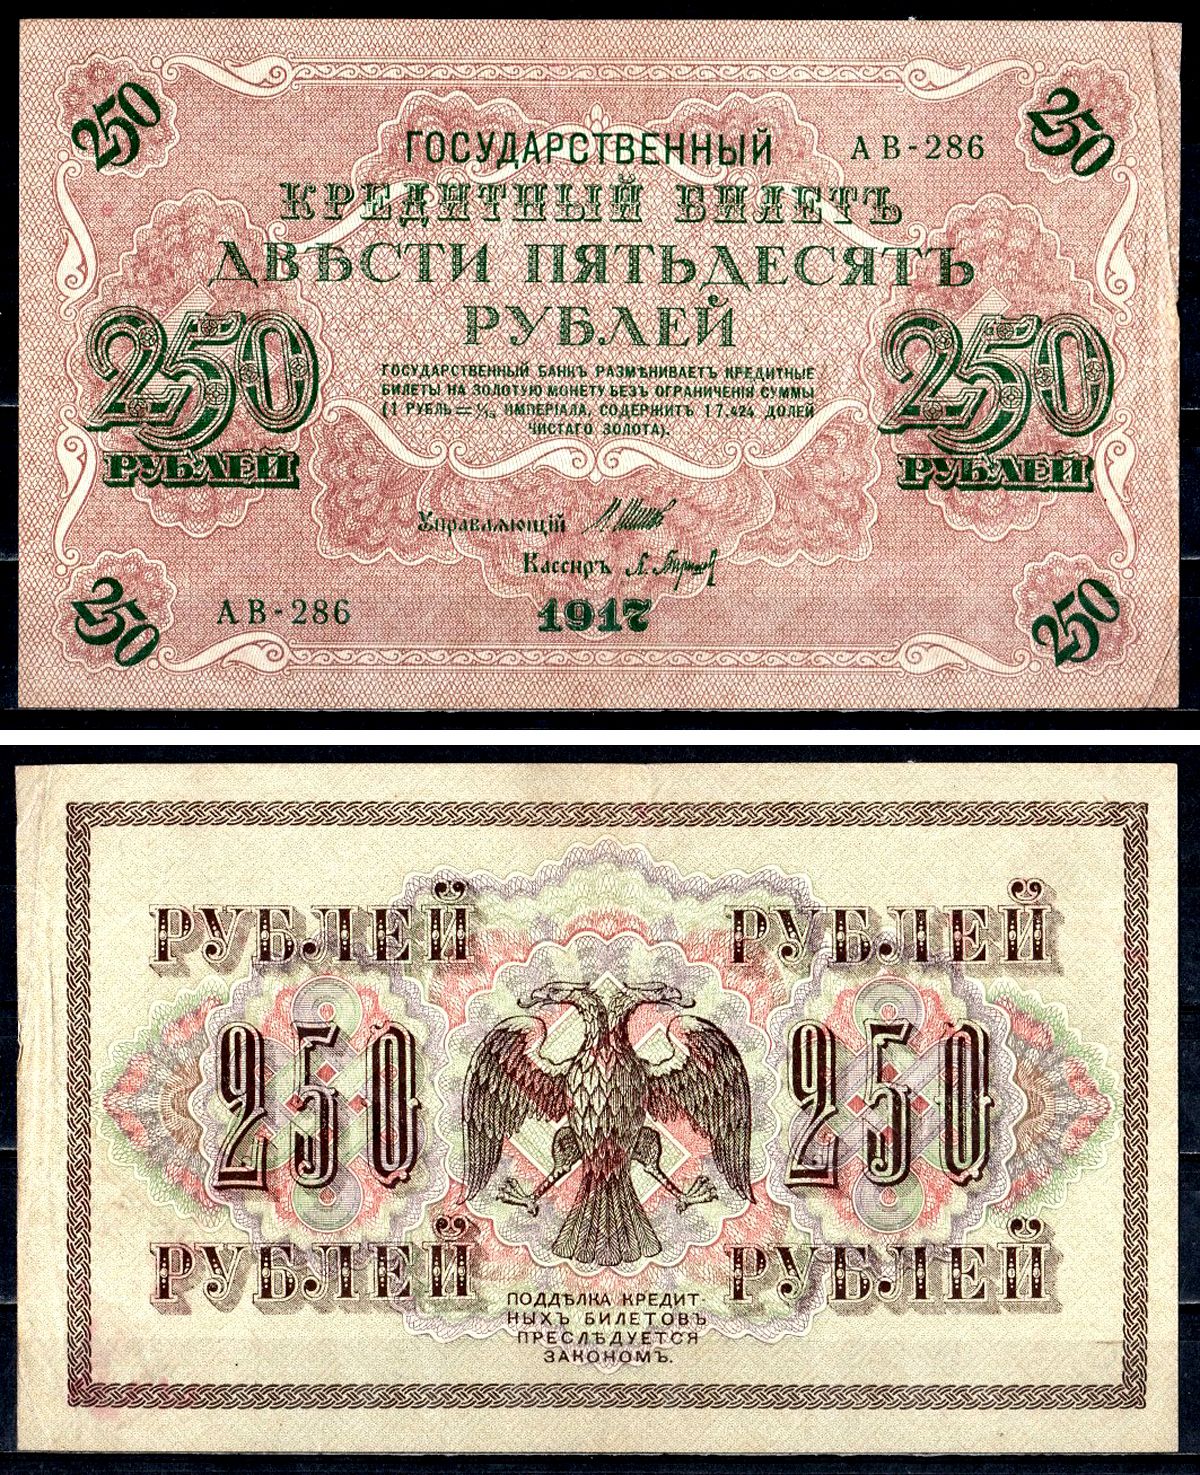 250
250
ГОСУДАРСТВЕННЫЙ
АВ-286
КРЕДИТНЫЙ БИЛЕТЪ
ДВѢСТИ ПЯТЬДЕСЯТЪ
РУБЛЕЙ
250
РУБЛЕЙ
250
РУБЛЕЙ
ГОСУДАРСТВЕННЫЙ БАНКЪ РАЗМѢНИВАЕТЪ КРЕДИТНЫЕ
БИЛЕТЫ НА ЗОЛОТУЮ МОНЕТУ БЕЗЪ ОГРАНИЧЕНІЯ СУММЫ
(1 РУБЛЬ = 1/15 ИМПЕРІАЛА, СОДЕРЖИТЪ 17,424 ДОЛЕЙ
ЧИСТАГО ЗОЛОТА).
Управляющій
Кассиръ
АВ-286
1917
250
250
РУБЛЕЙ РУБЛЕЙ
250 250
РУБЛЕЙ РУБЛЕЙ
ПОДДѢЛКА КРЕДИТ-
НЫХЪ БИЛЕТОВЪ
ПРЕСЛѢДУЕТСЯ
ЗАКОНОМЪ.